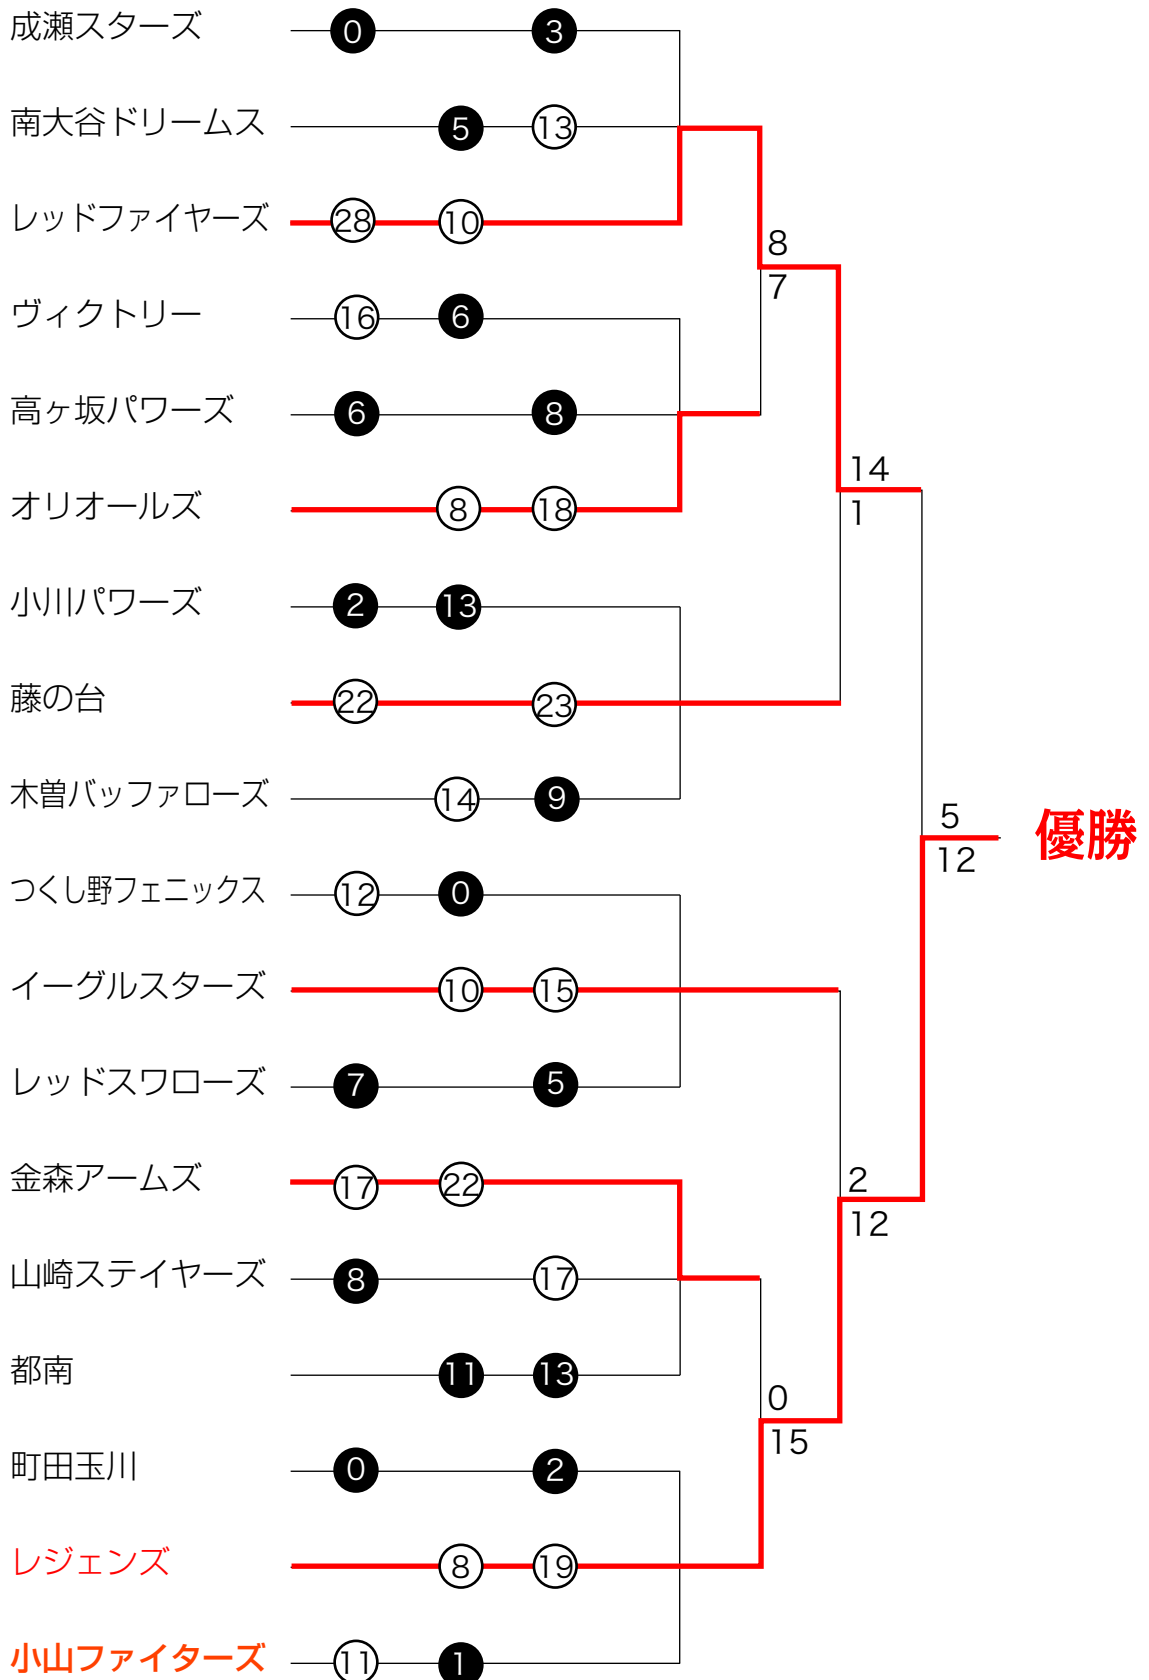 成瀬スターズ 0 3
南大谷ドリームス 5 13
レッドファイヤーズ 28 10
8
7
ヴィクトリー 16 6
高ヶ坂パワーズ 6 8
14
1
オリオールズ 8 18
小川パワーズ 2 13
藤の台 22 23
木曽バッファローズ 14 9
5
12
優勝
つくし野フェニックス 12 0
イーグルスターズ 10 15
レッドスワローズ 7 5
金森アームズ 17 22
2
12
山崎ステイヤーズ 8 17
都南 11 13
0
15
町田玉川 0 2
レジェンズ 8 19
小山ファイターズ 11 1